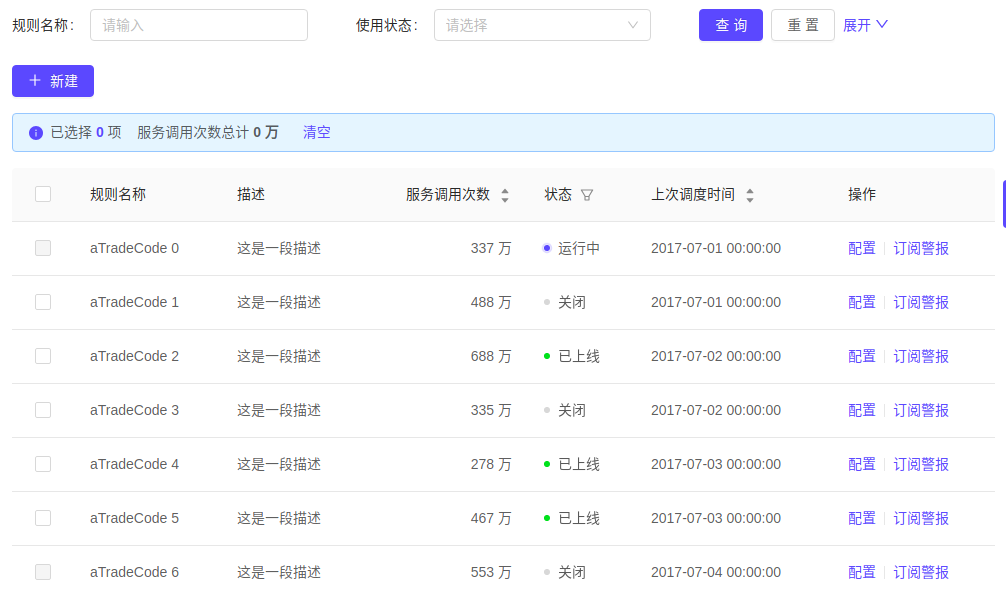 规则名称： 请输入 使用状态： 请选择 查 询 重 置 展开
新建
已选择 0 项 服务调用次数总计 0 万 清空
规则名称 描述 服务调用次数 状态 上次调度时间 操作
aTradeCode 0 这是一段描述 337 万 运行中 2017-07-01 00:00:00 配置 订阅警报
aTradeCode 1 这是一段描述 488 万 关闭 2017-07-01 00:00:00 配置 订阅警报
aTradeCode 2 这是一段描述 688 万 已上线 2017-07-02 00:00:00 配置 订阅警报
aTradeCode 3 这是一段描述 335 万 关闭 2017-07-02 00:00:00 配置 订阅警报
aTradeCode 4 这是一段描述 278 万 已上线 2017-07-03 00:00:00 配置 订阅警报
aTradeCode 5 这是一段描述 467 万 已上线 2017-07-03 00:00:00 配置 订阅警报
aTradeCode 6 这是一段描述 553 万 关闭 2017-07-04 00:00:00 配置 订阅警报